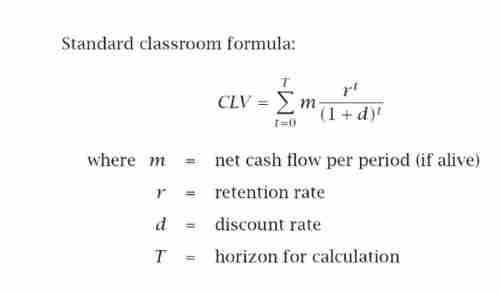 Standard classroom formula:
CLV = \sum_{t=0}^{T} m \frac{r^t}{(1 + d)^t}
where m = net cash flow per period (if alive)
r = retention rate
d = discount rate
T = horizon for calculation